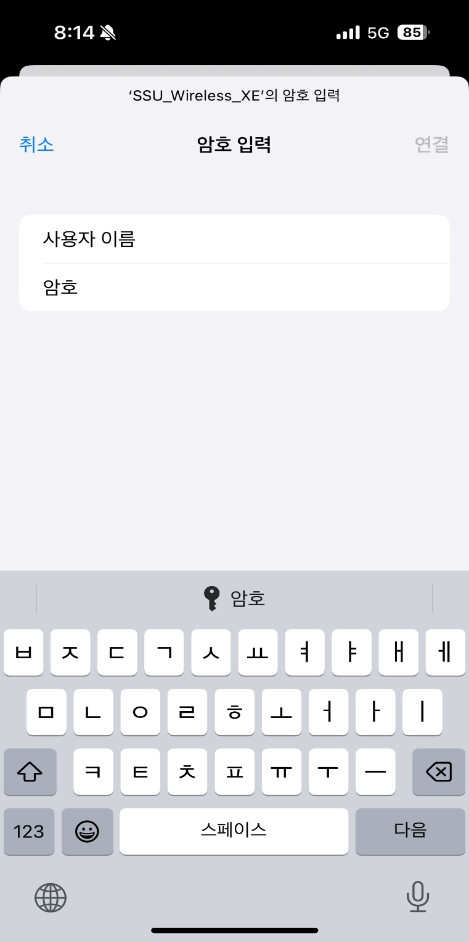 8:14 5G 85
‘SSU_Wireless_XE’의 암호 입력
취소 암호 입력 연결
사용자 이름
암호
암호
ㅂ ㅈ ㄷ ㄱ ㅅ ㅛ ㅕ ㅑ ㅐ ㅔ
ㅁ ㄴ ㅇ ㄹ ㅎ ㅗ ㅓ ㅏ ㅣ
ㅋ ㅌ ㅊ ㅍ ㅠ ㅜ ㅡ
123 스페이스 다음